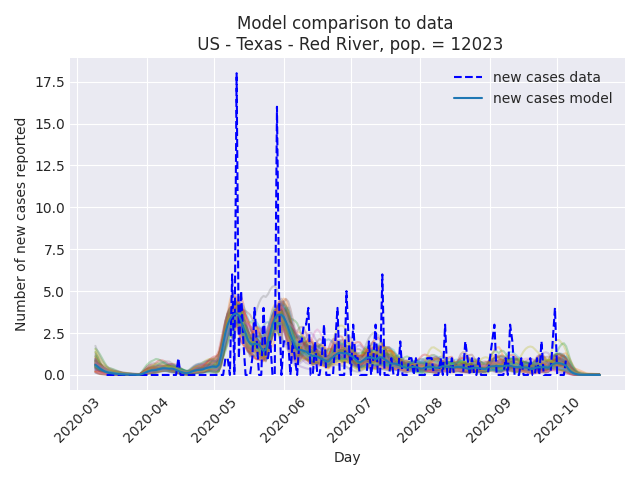 Model comparison to data
US - Texas - Red River, pop. = 12023
new cases data
new cases model
Number of new cases reported
17.5
15.0
12.5
10.0
7.5
5.0
2.5
0.0
2020-03
2020-04
2020-05
2020-06
2020-07
2020-08
2020-09
2020-10
Day